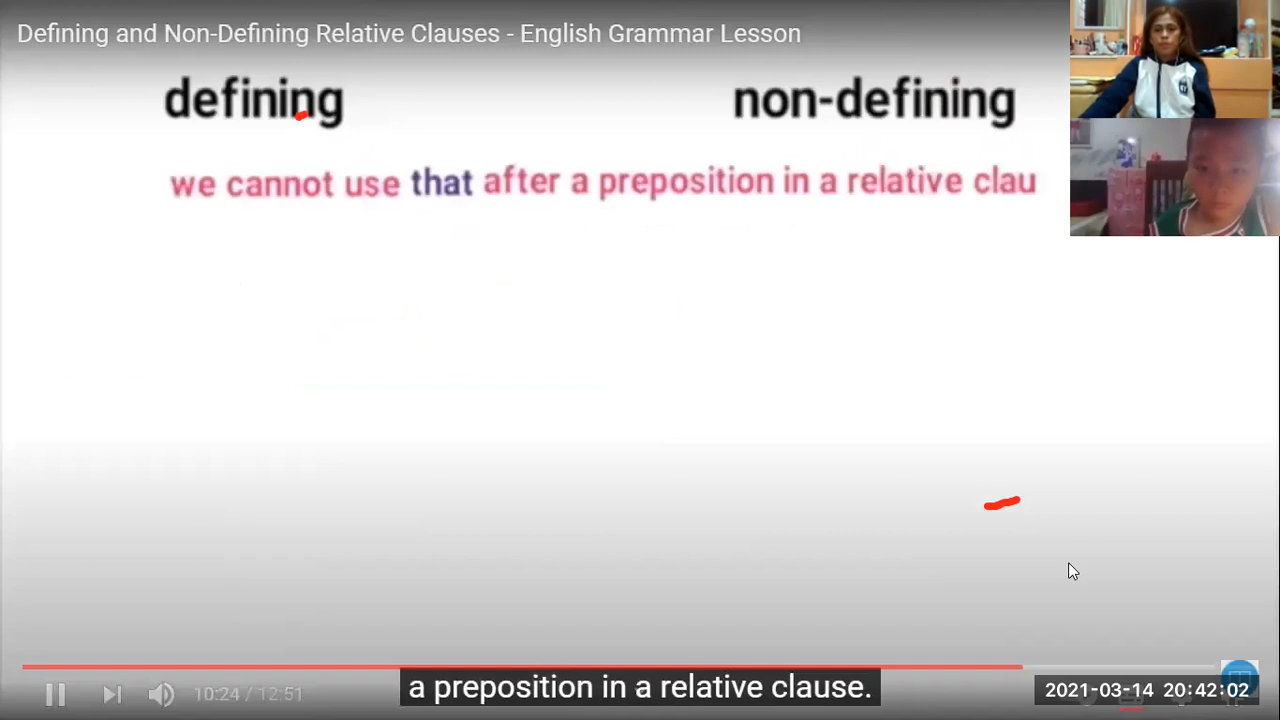 Defining and Non-Defining Relative Clauses - English Grammar Lesson
defining
non-defining
we cannot use that after a preposition in a relative clau
a preposition in a relative clause.
10:24 / 12:51
2021-03-14 20:42:02